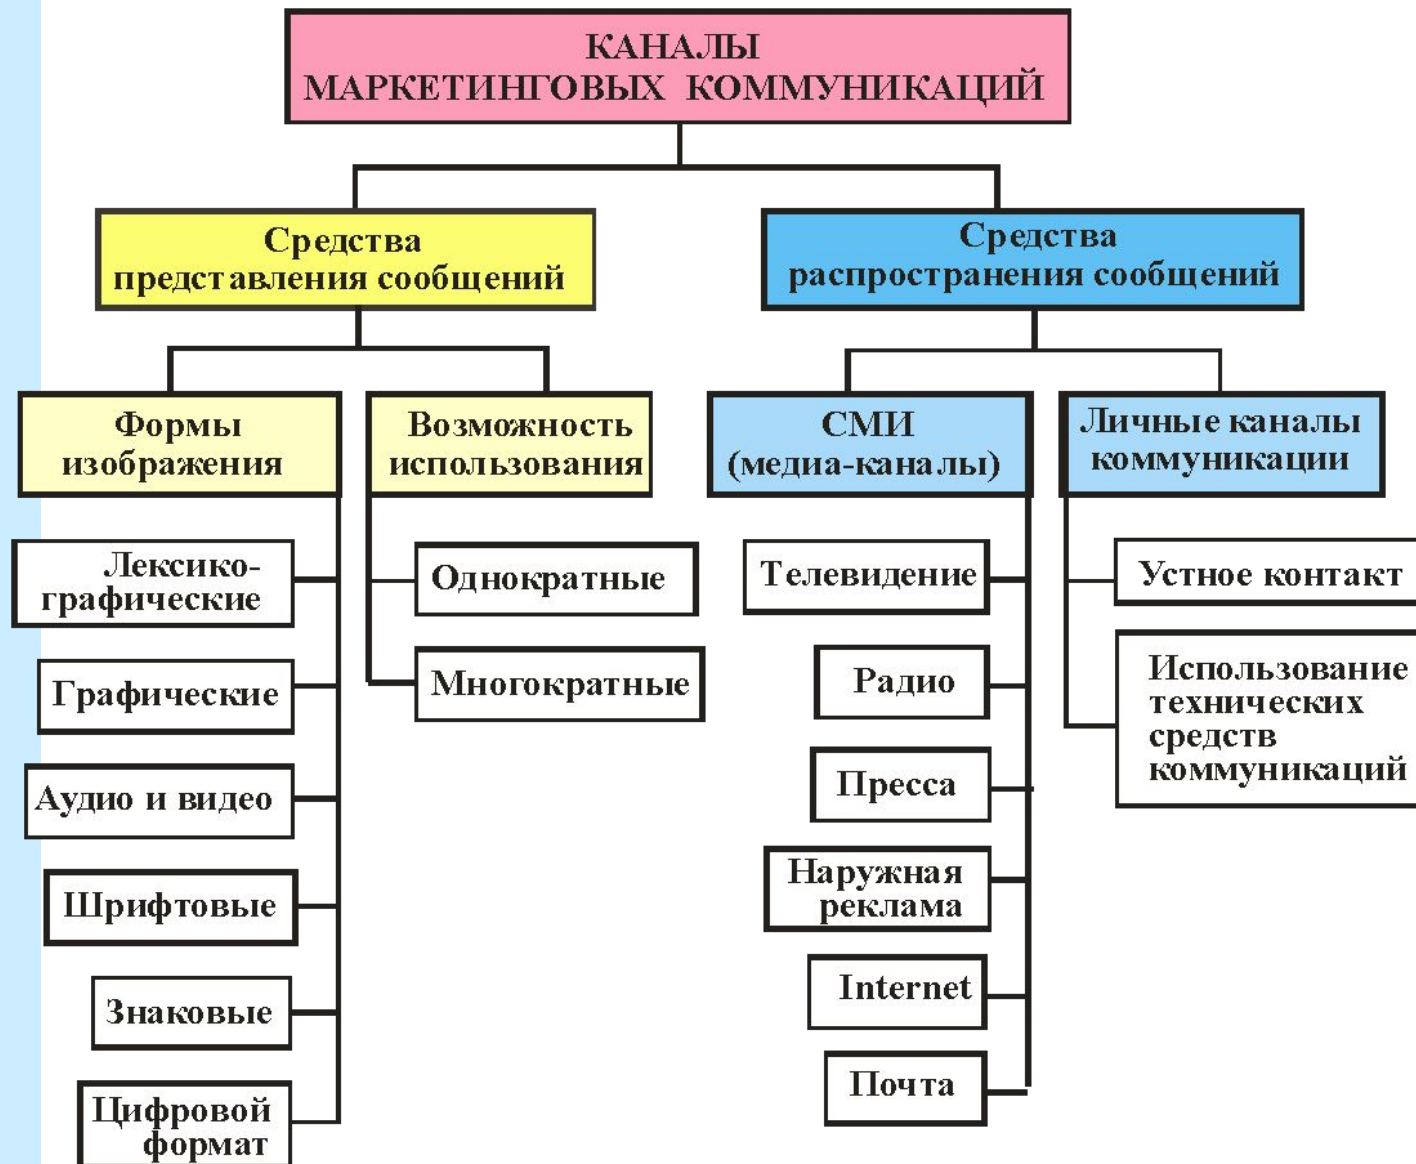 КАНАЛЫ
МАРКЕТИНГОВЫХ КОММУНИКАЦИЙ
Средства
представления сообщений
Средства
распространения сообщений
Формы
изображения
Возможность
использования
СМИ
(медиа-каналы)
Личные каналы
коммуникации
Лексико-
графические
Графические
Аудио и видео
Шрифтовые
Знаковые
Цифровой
формат
Однократные
Многократные
Телевидение
Радио
Пресса
Наружная
реклама
Internet
Почта
Устное контакт
Использование
технических
средств
коммуникаций